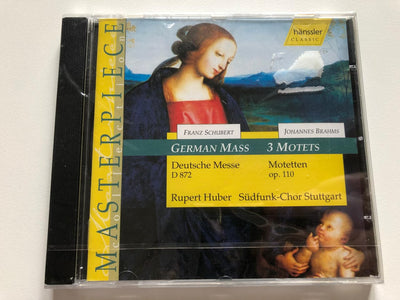 MASTERPIECE
hänssler
CLASSIC
FRANZ SCHUBERT
JOHANNES BRAHMS
GERMAN MASS
3 MOTETS
Deutsche Messe
D 872
Motetten
op. 110
Rupert Huber Südfunk-Chor Stuttgart